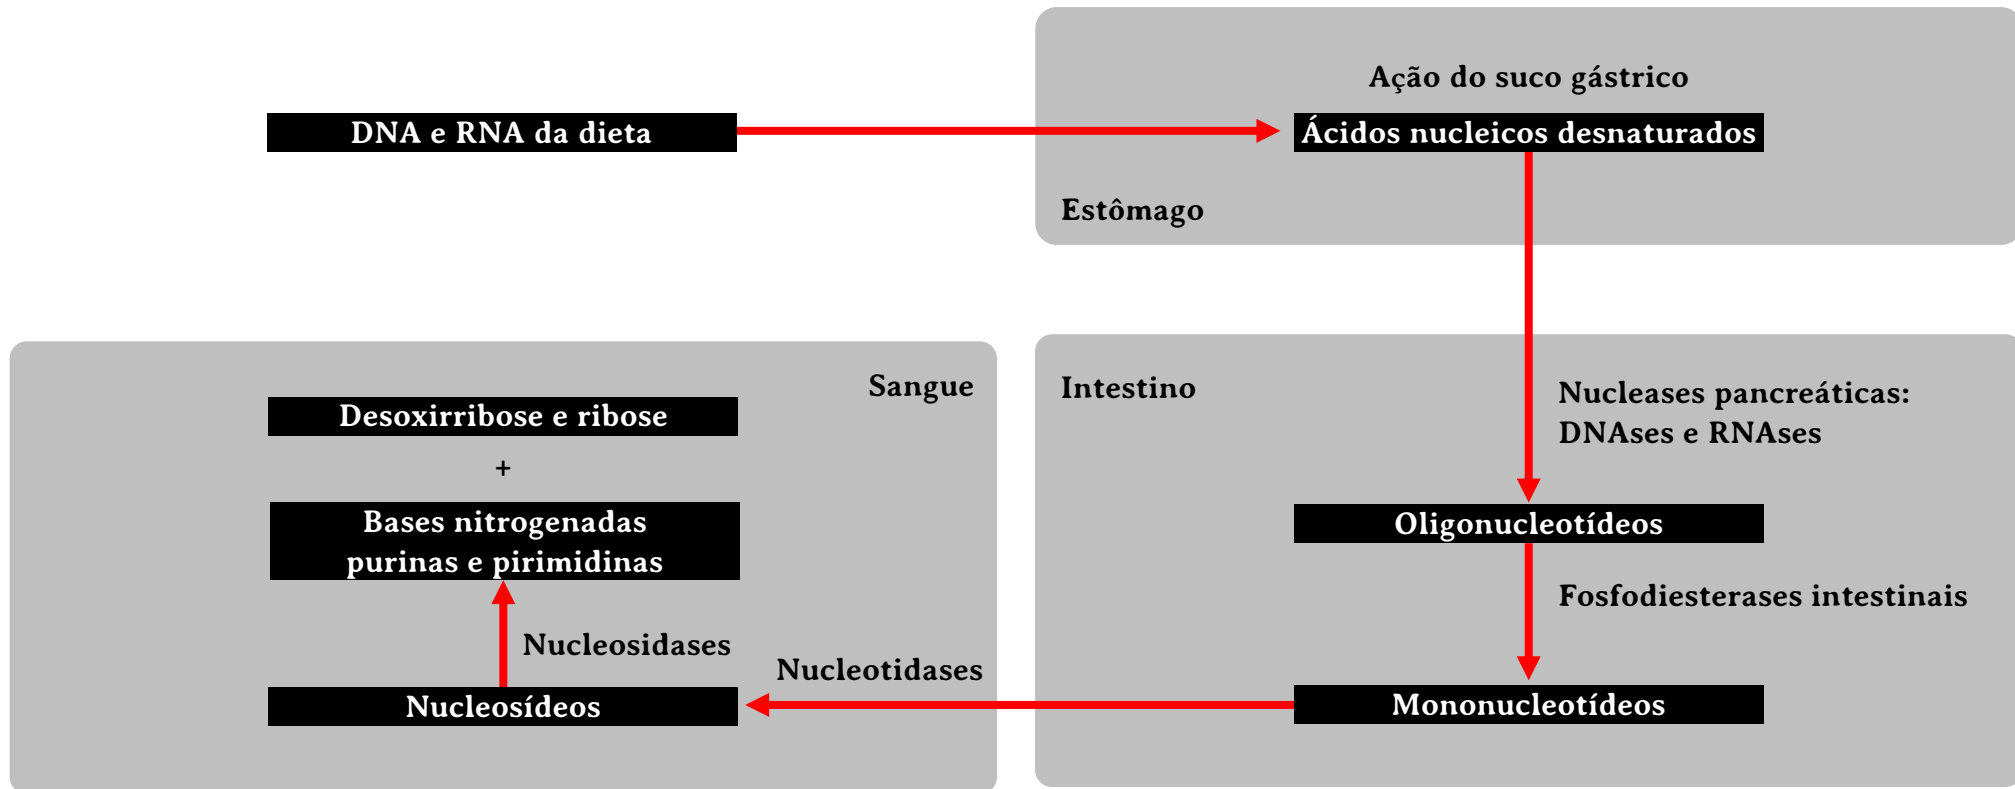 Ação do suco gástrico
DNA e RNA da dieta
Ácidos nucleicos desnaturados
Estômago
Intestino
Nucleases pancreáticas:
DNAses e RNAses
Oligonucleotídeos
Fosfodiesterases intestinais
Mononucleotídeos
Sangue
Desoxirribose e ribose
+
Bases nitrogenadas
purinas e pirimidinas
Nucleosidases
Nucleotidases
Nucleosídeos